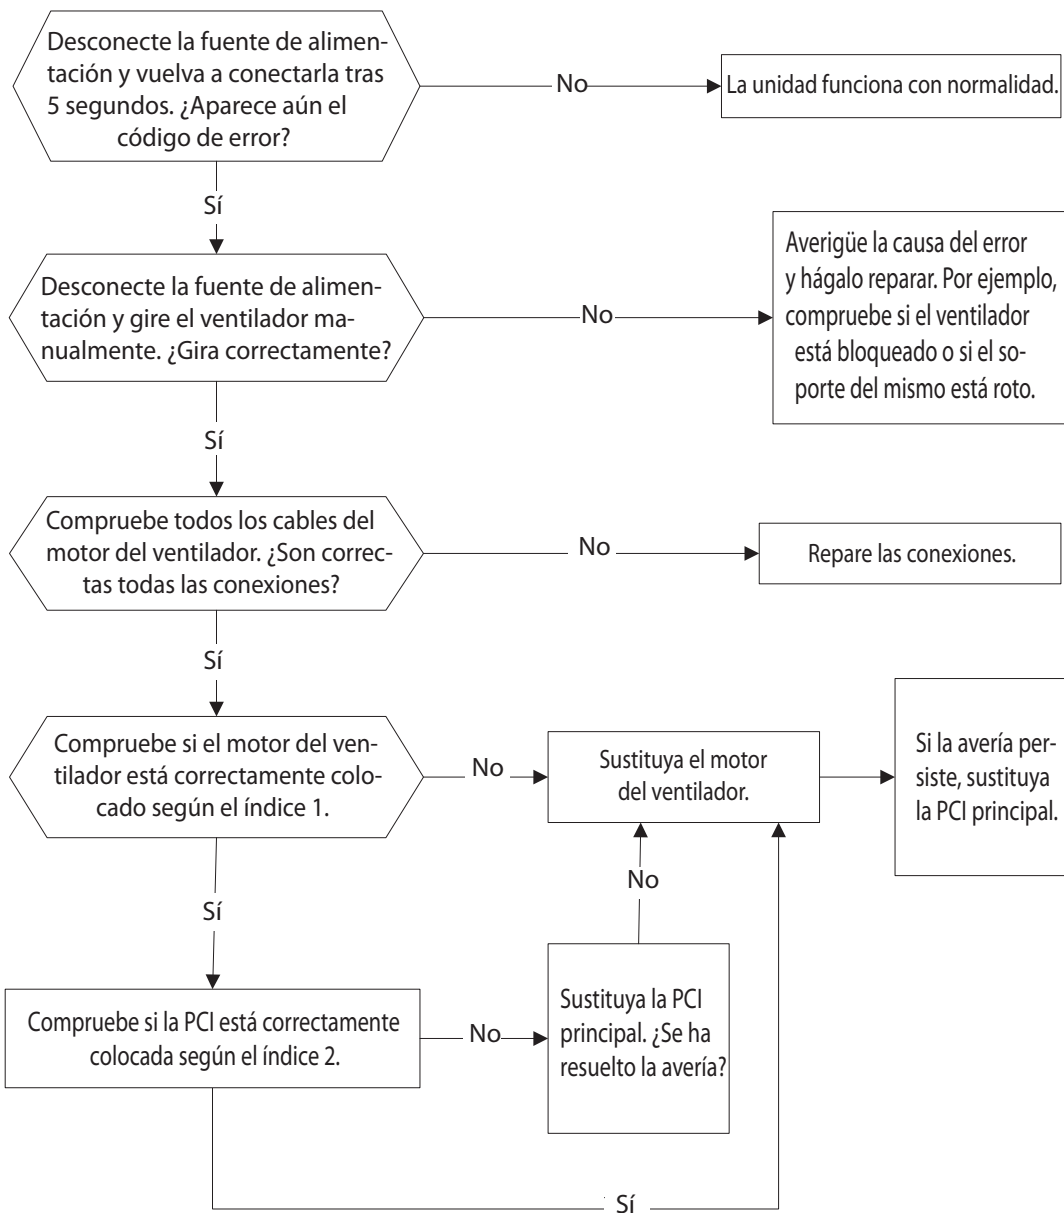 Desconecte la fuente de alimen-
tación y vuelva a conectarla tras
5 segundos. ¿Aparece aún el
código de error?
No
La unidad funciona con normalidad.
Sí
Desconecte la fuente de alimen-
tación y gire el ventilador ma-
nualmente. ¿Gira correctamente?
No
Averigüe la causa del error
y hágalo reparar. Por ejemplo,
compruebe si el ventilador
está bloqueado o si el so-
porte del mismo está roto.
Sí
Compruebe todos los cables del
motor del ventilador. ¿Son correc-
tas todas las conexiones?
No
Repare las conexiones.
Sí
Compruebe si el motor del ven-
tilador está correctamente colo-
cado según el índice 1.
No
Sustituya el motor
del ventilador.
Si la avería per-
siste, sustituya
la PCI principal.
Sí
No
Compruebe si la PCI está correctamente
colocada según el índice 2.
No
Sustituya la PCI
principal. ¿Se ha
resuelto la avería?
Sí